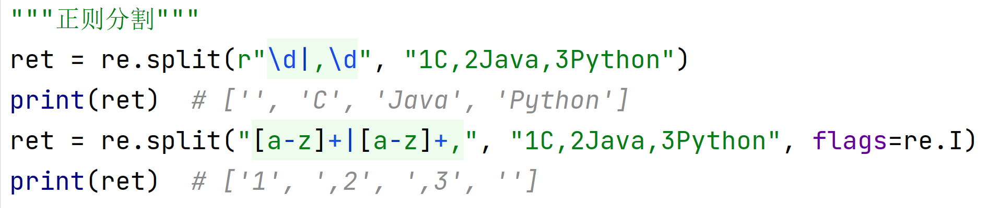 """正则分割"""
ret = re.split(r"\d|,\d", "1C,2Java,3Python")
print(ret)  # ['', 'C', 'Java', 'Python']
ret = re.split("[a-z]+|[a-z]+,", "1C,2Java,3Python", flags=re.I)
print(ret)  # ['1', ',2', ',3', '']